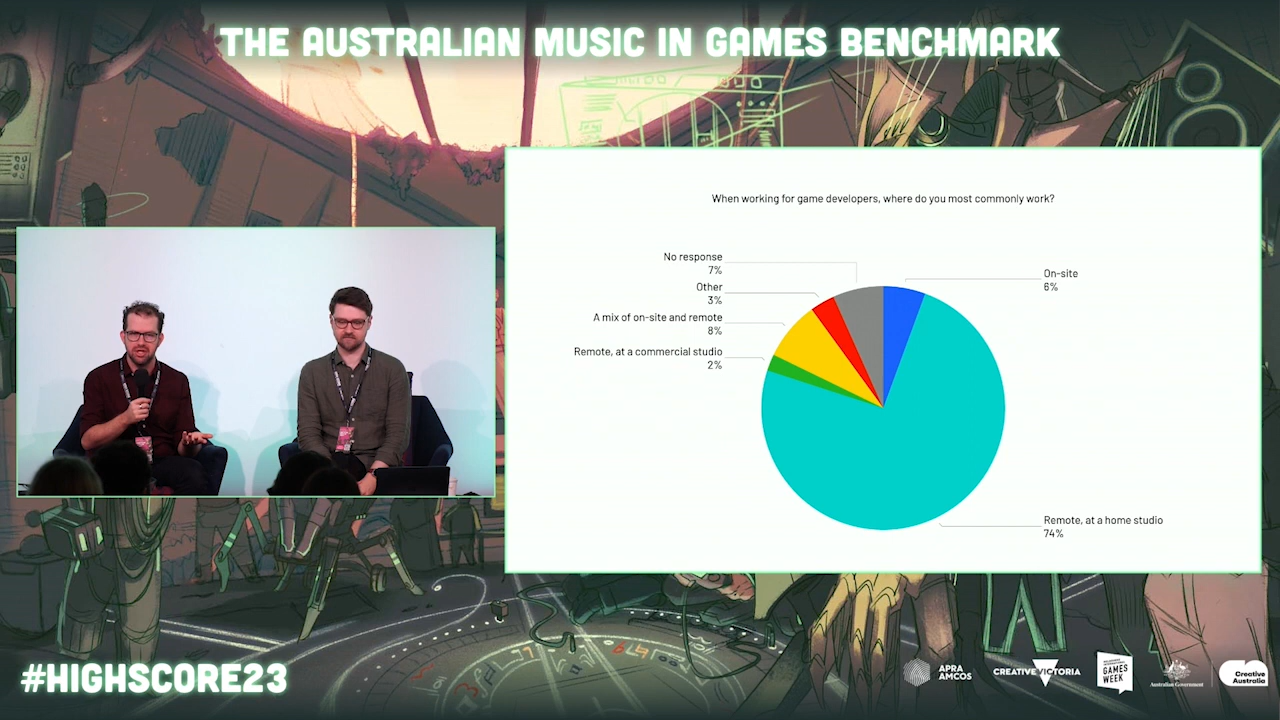 THE AUSTRALIAN MUSIC IN GAMES BENCHMARK
When working for game developers, where do you most commonly work?
No response
7%
Other
3%
A mix of on-site and remote
8%
Remote, at a commercial studio
2%
On-site
6%
Remote, at a home studio
74%
#HIGHSCORE23
APRA
AMCOS
CREATIVE VICTORIA
GAMES
WEEK
Australian Government
Creative
Australia